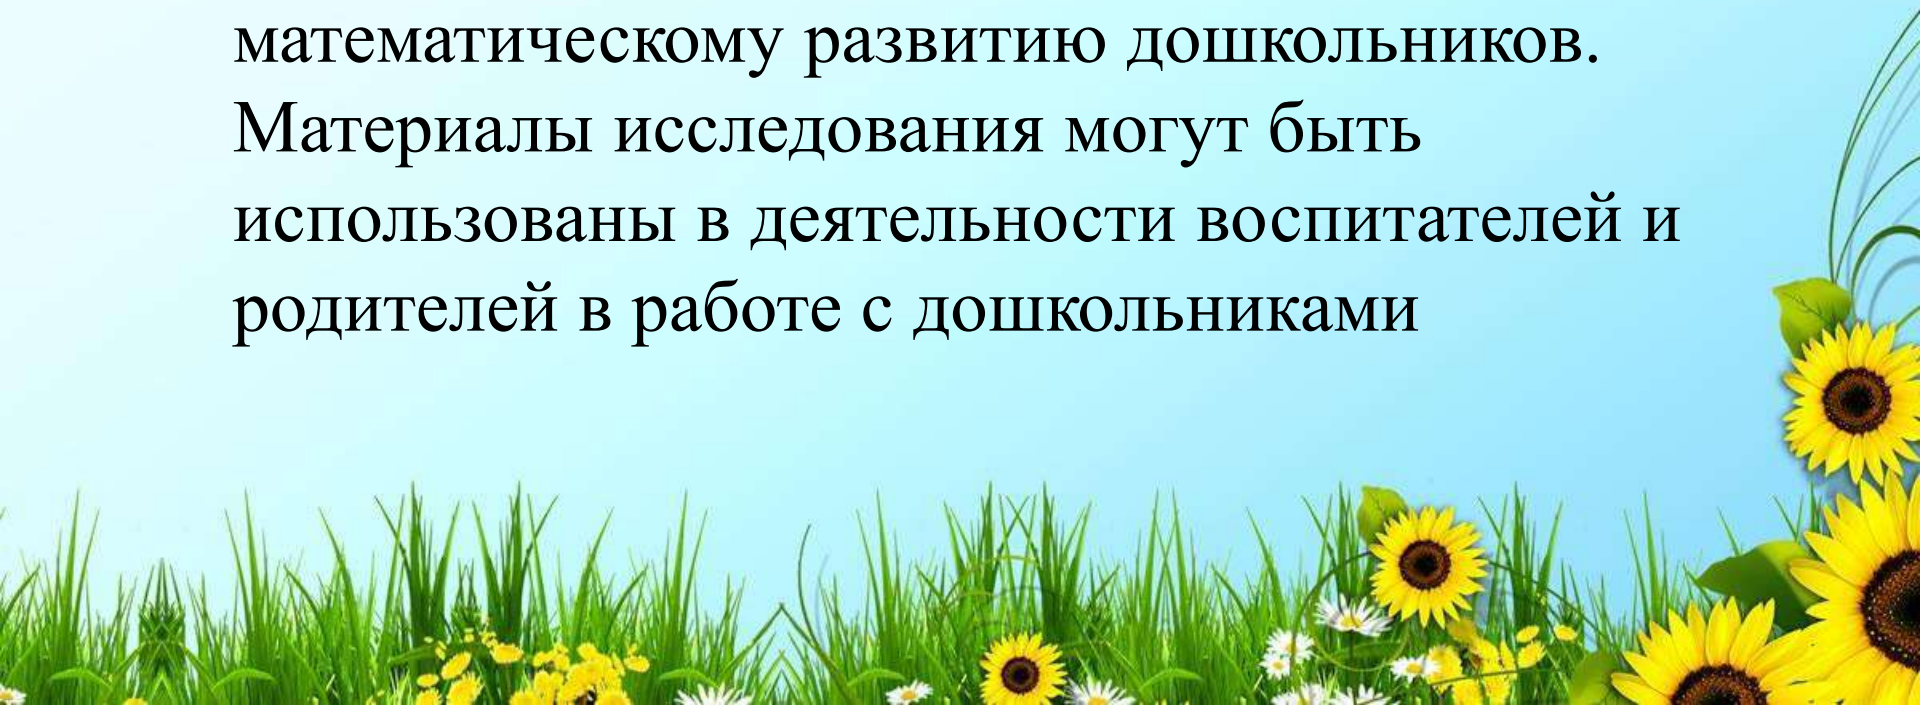 математическому развитию дошкольников.
Материалы исследования могут быть
использованы в деятельности воспитателей и
родителей в работе с дошкольниками